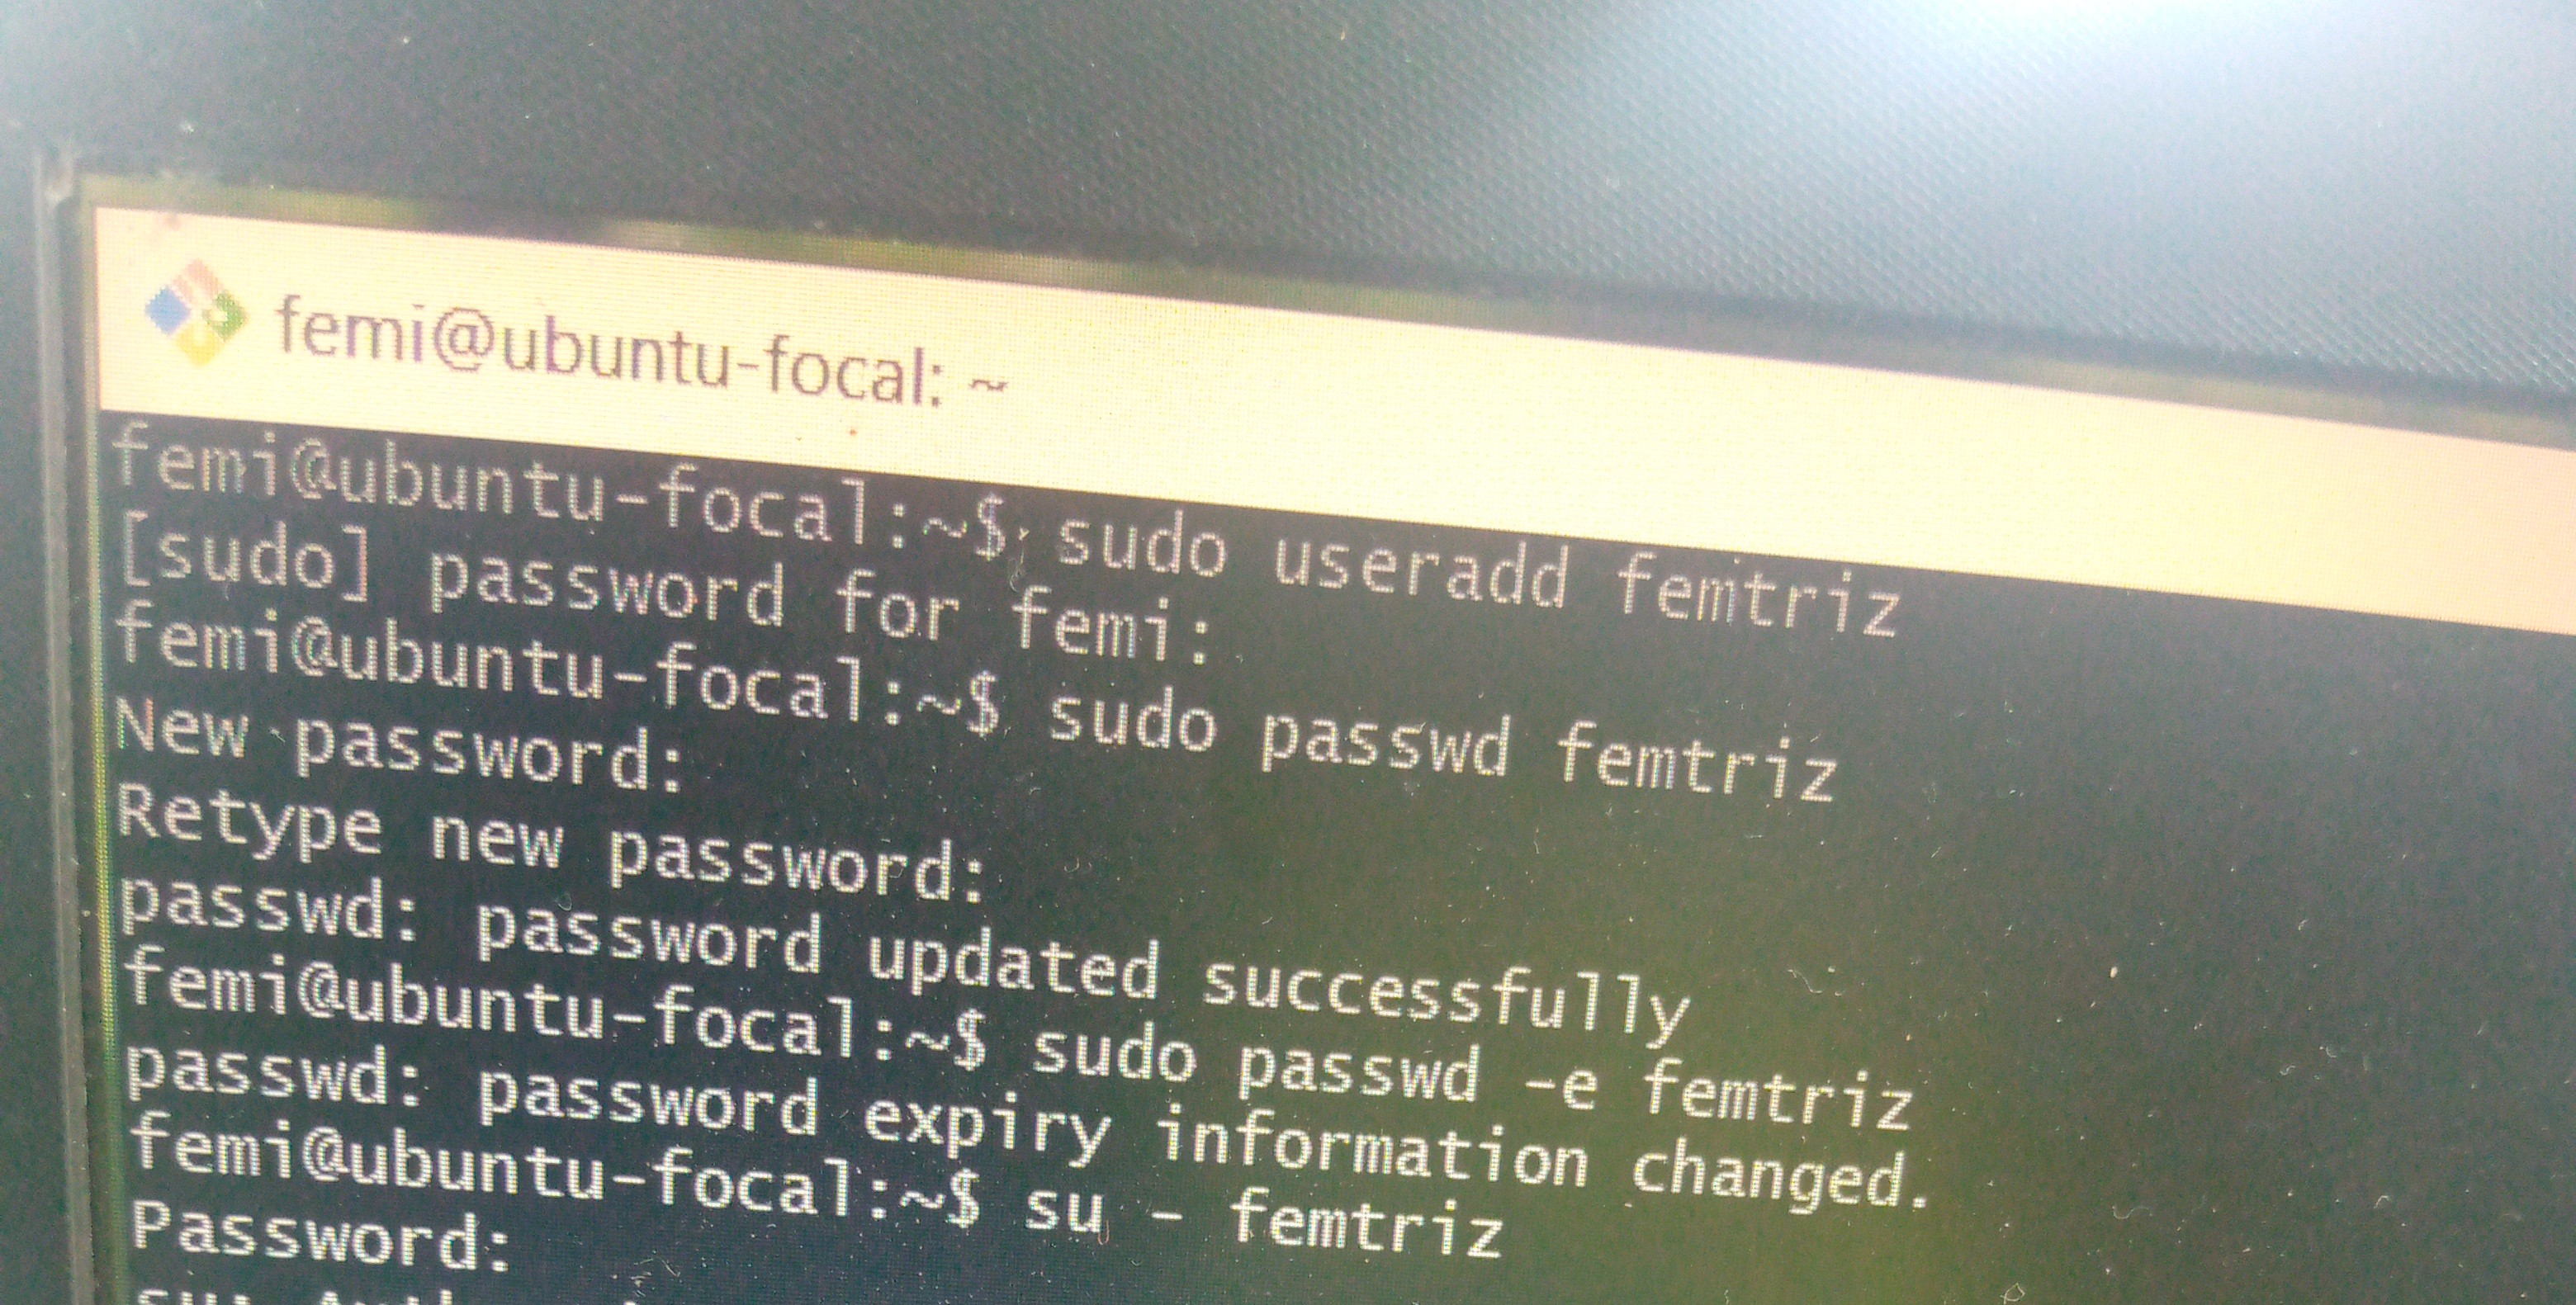 femi@ubuntu-focal: ~
femi@ubuntu-focal:~$ sudo useradd femtriz
[sudo] password for femi:
femi@ubuntu-focal:~$ sudo passwd femtriz
New password:
Retype new password:
passwd: password updated successfully
femi@ubuntu-focal:~$ sudo passwd -e femtriz
passwd: password expiry information changed.
femi@ubuntu-focal:~$ su - femtriz
Password:
su: